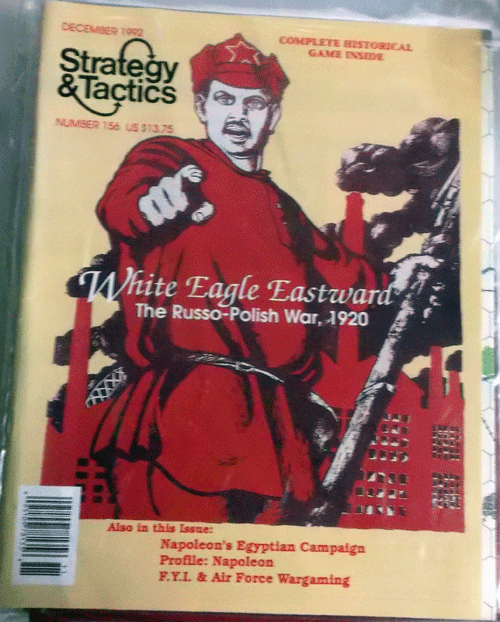 DECEMBER 1992
COMPLETE HISTORICAL
GAME INSIDE
Strategy
&Tactics
NUMBER 156 US $13.75
White Eagle Eastward
The Russo-Polish War, 1920
Also in this Issue:
Napoleon's Egyptian Campaign
Profile: Napoleon
F.Y.I. & Air Force Wargaming